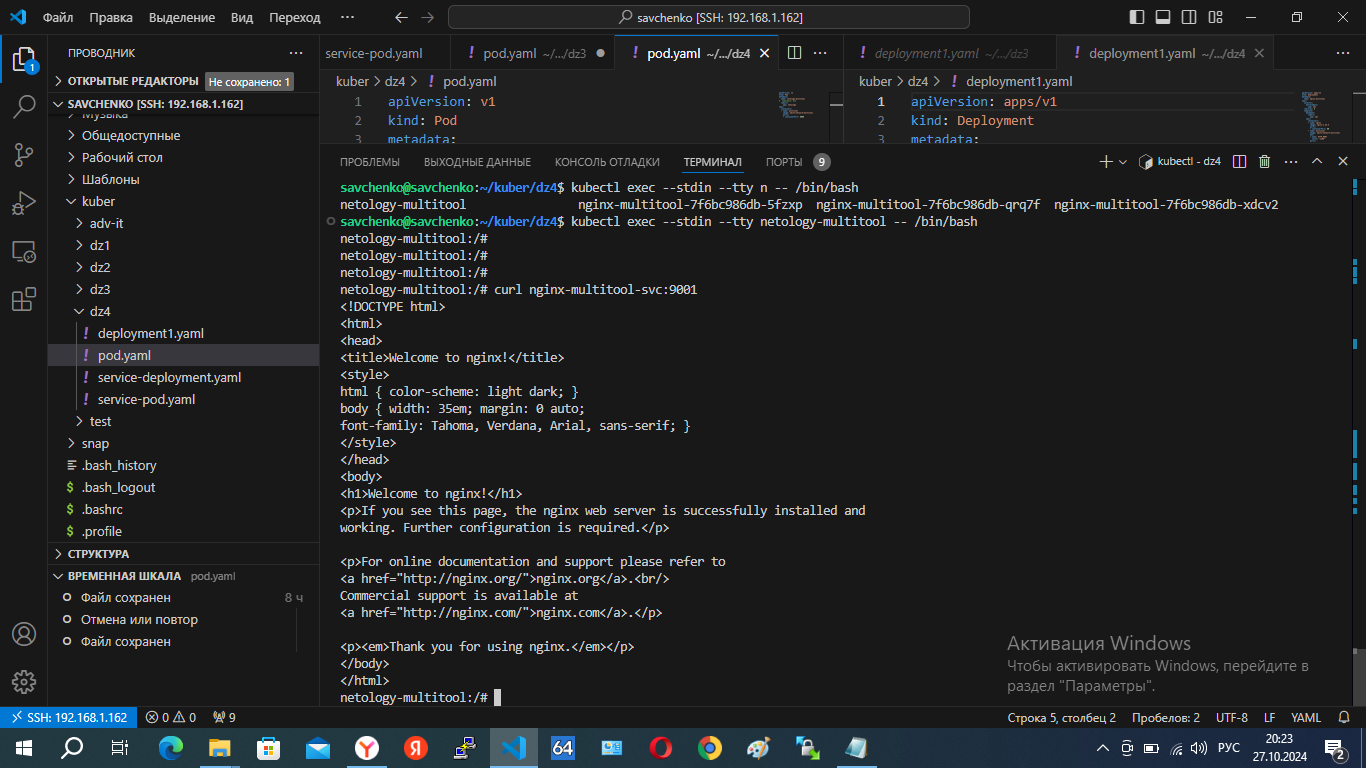 Файл Правка Выделение Вид Переход ··· savchenko [SSH: 192.168.1.162]
ПРОВОДНИК
1
ОТКРЫТЫЕ РЕДАКТОРЫ Не сохранено: 1
SAVCHENKO [SSH: 192.168.1.162]
Музыка
Общедоступные
Рабочий стол
Шаблоны
kuber
adv-it
dz1
dz2
dz3
dz4
! deployment1.yaml
! pod.yaml
! service-deployment.yaml
! service-pod.yaml
test
snap
.bash_history
$ .bash_logout
$ .bashrc
$ .profile
СТРУКТУРА
ВРЕМЕННАЯ ШКАЛА pod.yaml
Файл сохранен 8 ч
Отмена или повтор
Файл сохранен
service-pod.yaml ! pod.yaml ~/.../dz3 ! pod.yaml ~/.../dz4
kuber > dz4 > ! pod.yaml
1 apiVersion: v1
2 kind: Pod
3 metadata:
! deployment1.yaml ~/.../dz3 ! deployment1.yaml ~/.../dz4
kuber > dz4 > ! deployment1.yaml
1 apiVersion: apps/v1
2 kind: Deployment
3 metadata:
ПРОБЛЕМЫ ВЫХОДНЫЕ ДАННЫЕ КОНСОЛЬ ОТЛАДКИ ТЕРМИНАЛ ПОРТЫ 9 kubectl - dz4
savchenko@savchenko:~/kuber/dz4$ kubectl exec --stdin --tty n -- /bin/bash
netology-multitool nginx-multitool-7f6bc986db-5fzxp nginx-multitool-7f6bc986db-qrq7f nginx-multitool-7f6bc986db-xdcv2
savchenko@savchenko:~/kuber/dz4$ kubectl exec --stdin --tty netology-multitool -- /bin/bash
netology-multitool:/#
netology-multitool:/#
netology-multitool:/#
netology-multitool:/# curl nginx-multitool-svc:9001
<!DOCTYPE html>
<html>
<head>
<title>Welcome to nginx!</title>
<style>
html { color-scheme: light dark; }
body { width: 35em; margin: 0 auto;
font-family: Tahoma, Verdana, Arial, sans-serif; }
</style>
</head>
<body>
<h1>Welcome to nginx!</h1>
<p>If you see this page, the nginx web server is successfully installed and
working. Further configuration is required.</p>
<p>For online documentation and support please refer to
<a href="http://nginx.org/">nginx.org</a>.<br/>
Commercial support is available at
<a href="http://nginx.com/">nginx.com</a>.</p>
<p><em>Thank you for using nginx.</em></p>
</body>
</html>
netology-multitool:/#
Активация Windows
Чтобы активировать Windows, перейдите в
раздел "Параметры".
SSH: 192.168.1.162 0 0 9 Строка 5, столбец 2 Пробелов: 2 UTF-8 LF YAML
64 РУС 20:23
27.10.2024 2